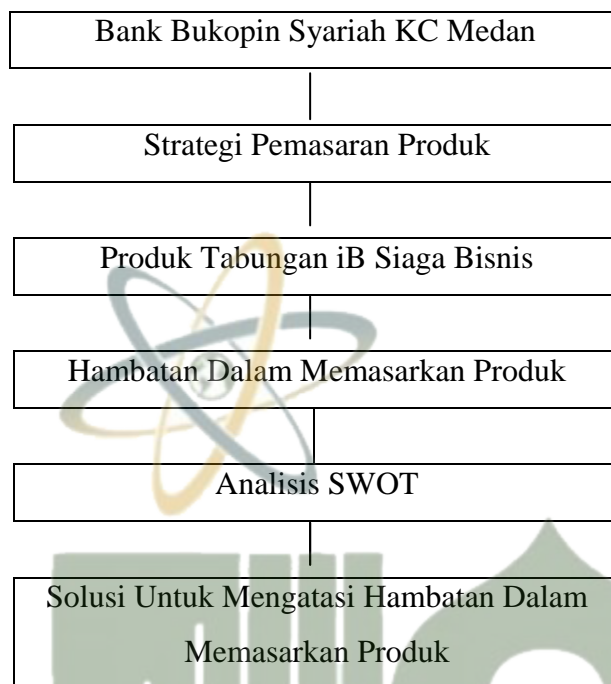 Bank Bukopin Syariah KC Medan
Strategi Pemasaran Produk
Produk Tabungan iB Siaga Bisnis
Hambatan Dalam Memasarkan Produk
Analisis SWOT
Solusi Untuk Mengatasi Hambatan Dalam
Memasarkan Produk